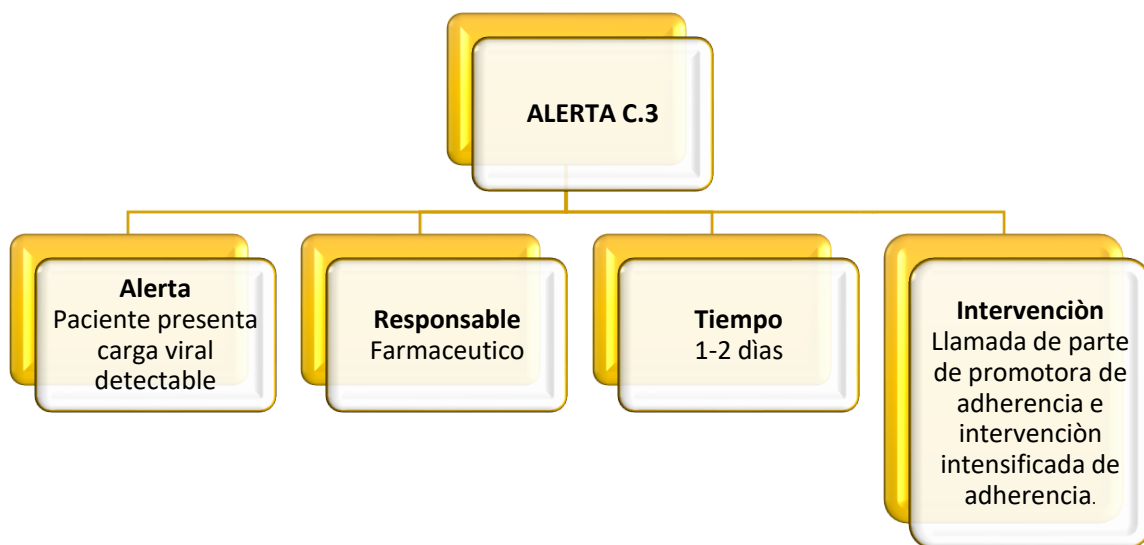 ALERTA C.3
Alerta
Paciente presenta
carga viral
detectable
Responsable
Farmaceutico
Tiempo
1-2 dìas
Intervenciòn
Llamada de parte
de promotora de
adherencia e
intervenciòn
intensificada de
adherencia.